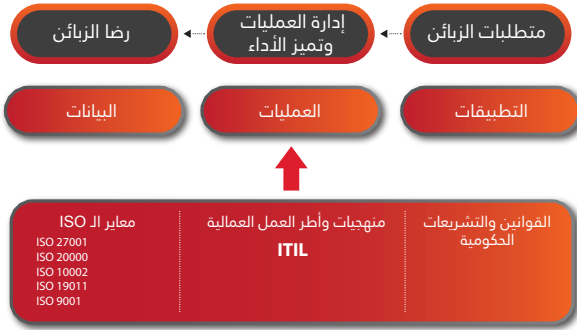 متطلبات الزبائن
إدارة العمليات
وتميز الأداء
رضا الزبائن
التطبيقات
العمليات
البيانات
القوانين والتشريعات
الحكومية
منهجيات وأطر العمل العمالية
ITIL
معاير الـ ISO
ISO 27001
ISO 20000
ISO 10002
ISO 19011
ISO 9001